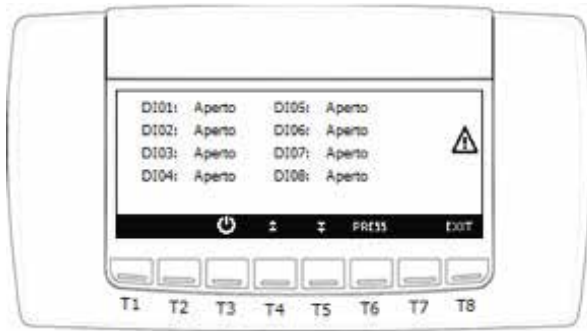 DI01: Aperto DI05: Aperto
DI02: Aperto DI06: Aperto
DI03: Aperto DI07: Aperto
DI04: Aperto DI08: Aperto
PRESS EXIT
T1 T2 T3 T4 T5 T6 T7 T8